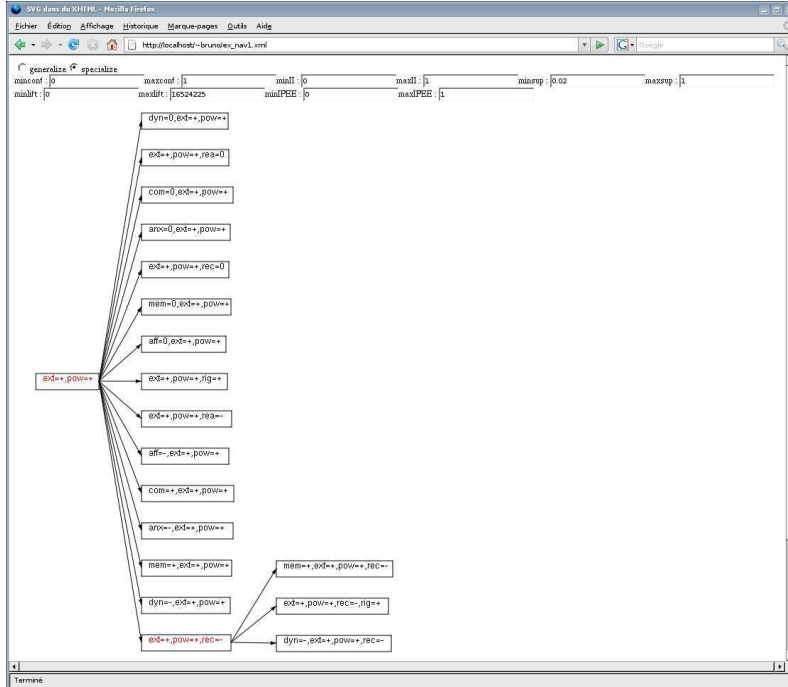 SVG dans du XHTML - Mozilla Firefox
Fichier Édition Affichage Historique Marque-pages Outils Aide
http://localhost/~bruno/ex_nav1.xml Google
generalize specialize
minconf : 0 maxconf : 1 minII : 0 maxII : 1 minsup : 0.02 maxsup : 1
minlift : 0 maxlift : 16524225 minIPEE : 0 maxIPEE : 1
dyn=0,ext=+,pow=+
ext=+,pow=+,rea=0
com=0,ext=+,pow=+
anx=0,ext=+,pow=+
ext=+,pow=+,rec=0
mem=0,ext=+,pow=+
aff=0,ext=+,pow=+
ext=+,pow=+ ext=+,pow=+,rig=+
ext=+,pow=+,rea=-
aff=-,ext=+,pow=+
com=+,ext=+,pow=+
anx=-,ext=+,pow=+
mem=+,ext=+,pow=+ mem=+,ext=+,pow=+,rec=-
dyn=-,ext=+,pow=+ ext=+,pow=+,rec=-,rig=+
ext=+,pow=+,rec=- dyn=-,ext=+,pow=+,rec=-
Terminé